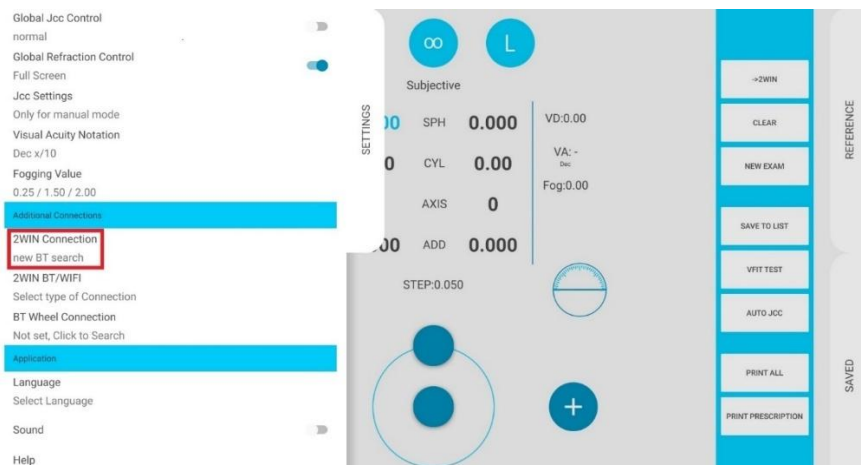 Global Jcc Control
normal
Global Refraction Control
Full Screen
Jcc Settings
Only for manual mode
Visual Acuity Notation
Dec x/10
Fogging Value
0.25 / 1.50 / 2.00
Additional Connections
2WIN Connection
new BT search
2WIN BT/WIFI
Select type of Connection
BT Wheel Connection
Not set, Click to Search
Application
Language
Select Language
Sound
Help
SETTINGS
∞ L
Subjective
00 SPH 0.000 VD:0.00
0 CYL 0.00 VA: -
Dec
Fog:0.00
AXIS 0
00 ADD 0.000
STEP:0.050
+
->2WIN
CLEAR
NEW EXAM
SAVE TO LIST
VFIT TEST
AUTO JCC
PRINT ALL
PRINT PRESCRIPTION
REFERENCE
SAVED